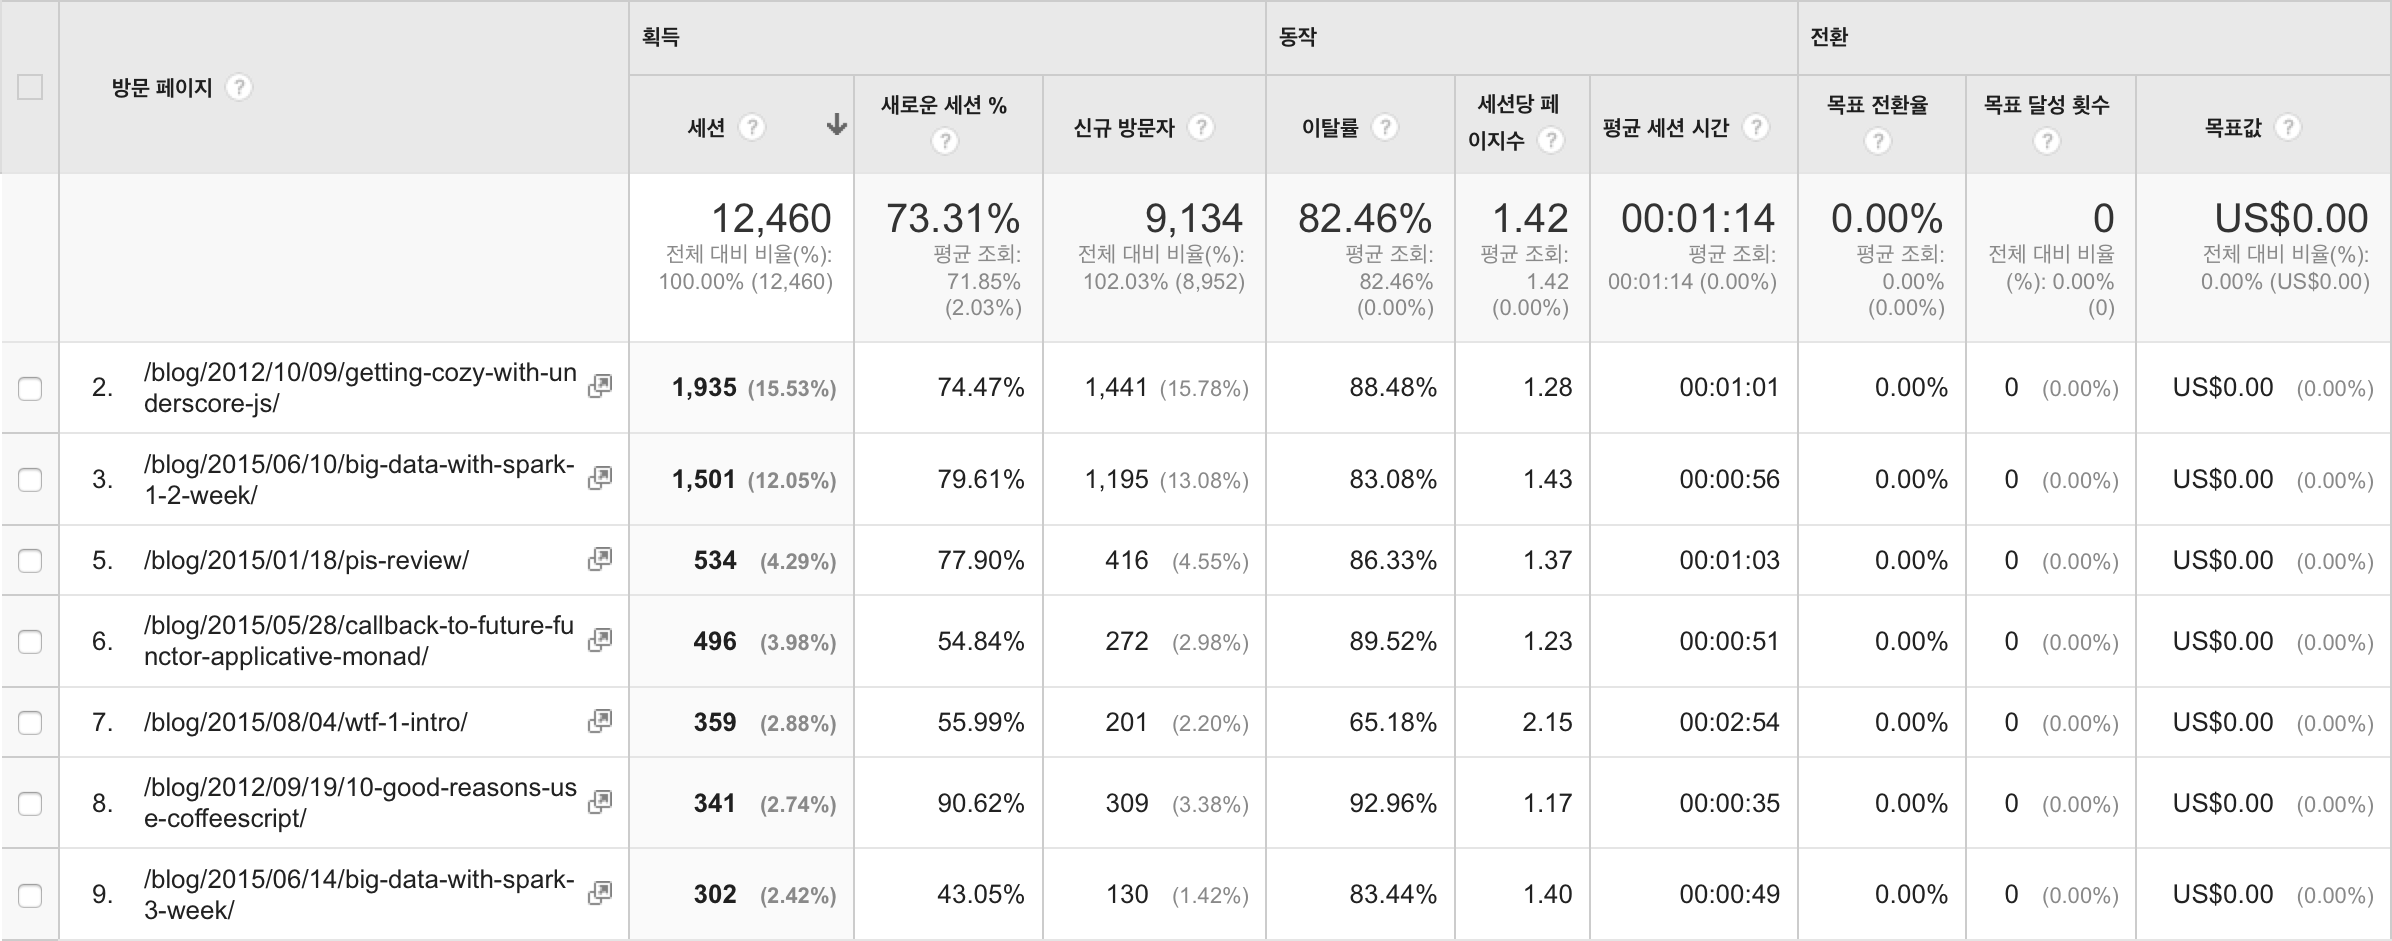 획득
동작
전환
방문 페이지 ?
세션 ?
새로운 세션 %
?
신규 방문자 ?
이탈률 ?
세션당 페
이지수 ?
평균 세션 시간 ?
목표 전환율
?
목표 달성 횟수
?
목표값 ?
12,460
전체 대비 비율(%):
100.00% (12,460)
73.31%
평균 조회:
71.85%
(2.03%)
9,134
전체 대비 비율(%):
102.03% (8,952)
82.46%
평균 조회:
82.46%
(0.00%)
1.42
평균 조회:
1.42
(0.00%)
00:01:14
평균 조회:
00:01:14 (0.00%)
0.00%
평균 조회:
0.00%
(0.00%)
0
전체 대비 비율
(%): 0.00%
(0)
US$0.00
전체 대비 비율(%):
0.00% (US$0.00)
2. /blog/2012/10/09/getting-cozy-with-un
derscore-js/
1,935 (15.53%) 74.47% 1,441 (15.78%) 88.48% 1.28 00:01:01 0.00% 0 (0.00%) US$0.00 (0.00%)
3. /blog/2015/06/10/big-data-with-spark-
1-2-week/
1,501 (12.05%) 79.61% 1,195 (13.08%) 83.08% 1.43 00:00:56 0.00% 0 (0.00%) US$0.00 (0.00%)
5. /blog/2015/01/18/pis-review/ 534 (4.29%) 77.90% 416 (4.55%) 86.33% 1.37 00:01:03 0.00% 0 (0.00%) US$0.00 (0.00%)
6. /blog/2015/05/28/callback-to-future-fu
nctor-applicative-monad/
496 (3.98%) 54.84% 272 (2.98%) 89.52% 1.23 00:00:51 0.00% 0 (0.00%) US$0.00 (0.00%)
7. /blog/2015/08/04/wtf-1-intro/ 359 (2.88%) 55.99% 201 (2.20%) 65.18% 2.15 00:02:54 0.00% 0 (0.00%) US$0.00 (0.00%)
8. /blog/2012/09/19/10-good-reasons-us
e-coffeescript/
341 (2.74%) 90.62% 309 (3.38%) 92.96% 1.17 00:00:35 0.00% 0 (0.00%) US$0.00 (0.00%)
9. /blog/2015/06/14/big-data-with-spark-
3-week/
302 (2.42%) 43.05% 130 (1.42%) 83.44% 1.40 00:00:49 0.00% 0 (0.00%) US$0.00 (0.00%)